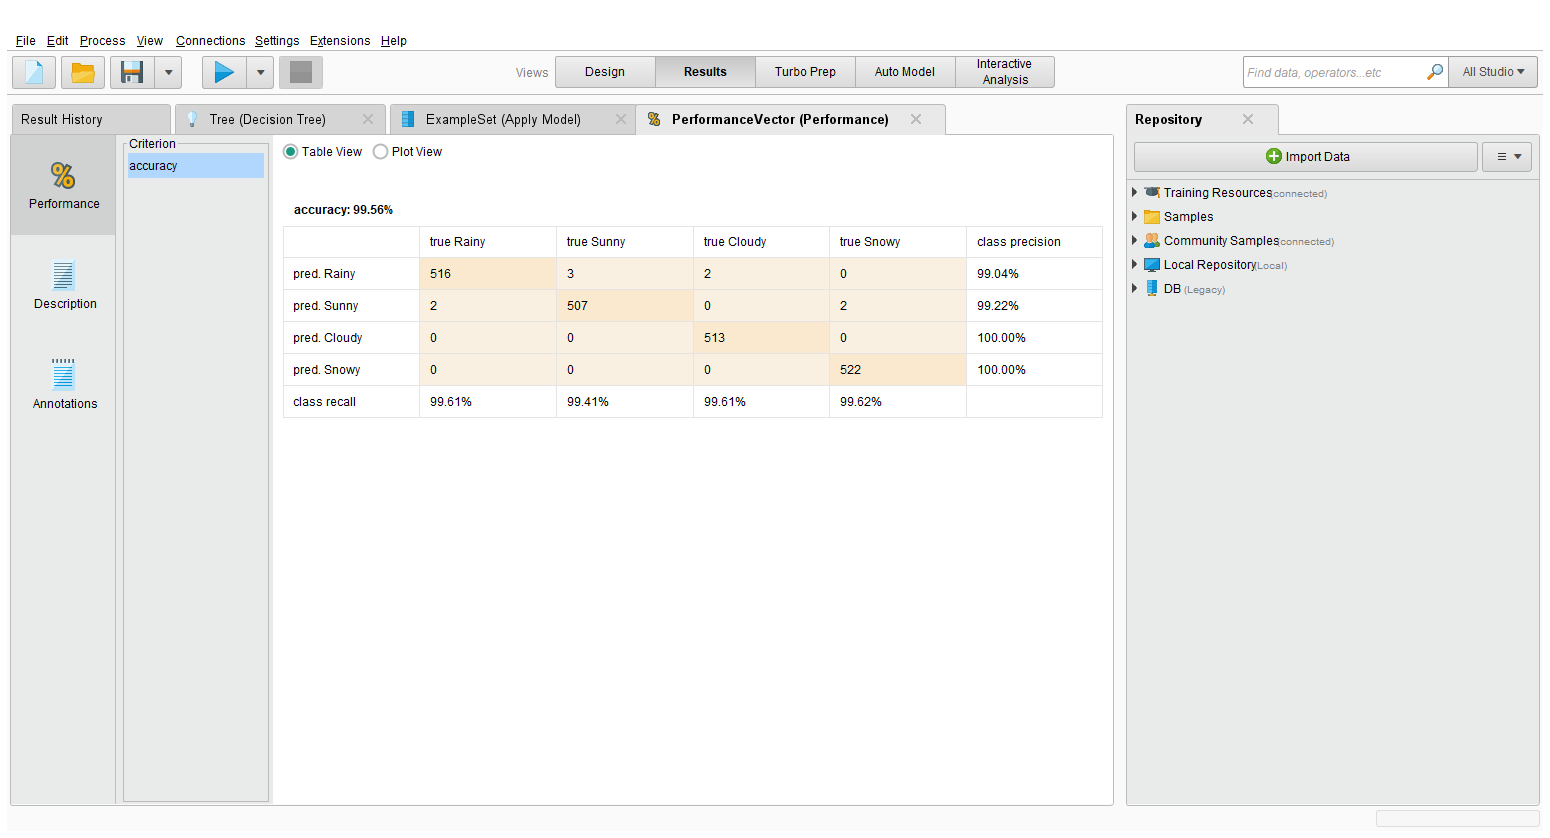 File Edit Process View Connections Settings Extensions Help
Views Design Results Turbo Prep Auto Model Interactive Analysis Find data, operators...etc All Studio
Result History Tree (Decision Tree) ExampleSet (Apply Model) PerformanceVector (Performance) Repository
Performance
Description
Annotations
Criterion
accuracy
Table View Plot View
accuracy: 99.56%
true Rainy true Sunny true Cloudy true Snowy class precision
pred. Rainy 516 3 2 0 99.04%
pred. Sunny 2 507 0 2 99.22%
pred. Cloudy 0 0 513 0 100.00%
pred. Snowy 0 0 0 522 100.00%
class recall 99.61% 99.41% 99.61% 99.62%
Import Data
Training Resources (connected)
Samples
Community Samples (connected)
Local Repository (Local)
DB (Legacy)